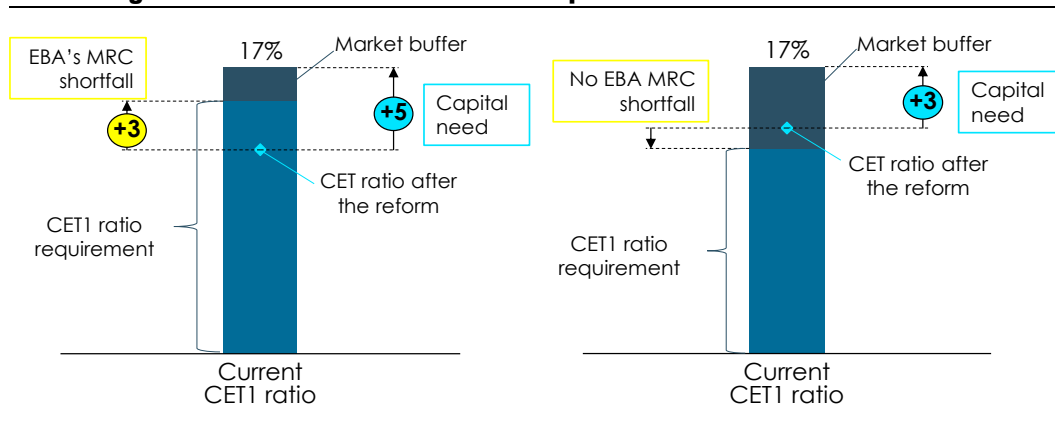 17%
Market buffer
EBA's MRC
shortfall
+3
+5
Capital
need
CET ratio after
the reform
CET1 ratio
requirement
Current
CET1 ratio
17%
Market buffer
No EBA MRC
shortfall
+3
Capital
need
CET ratio after
the reform
CET1 ratio
requirement
Current
CET1 ratio